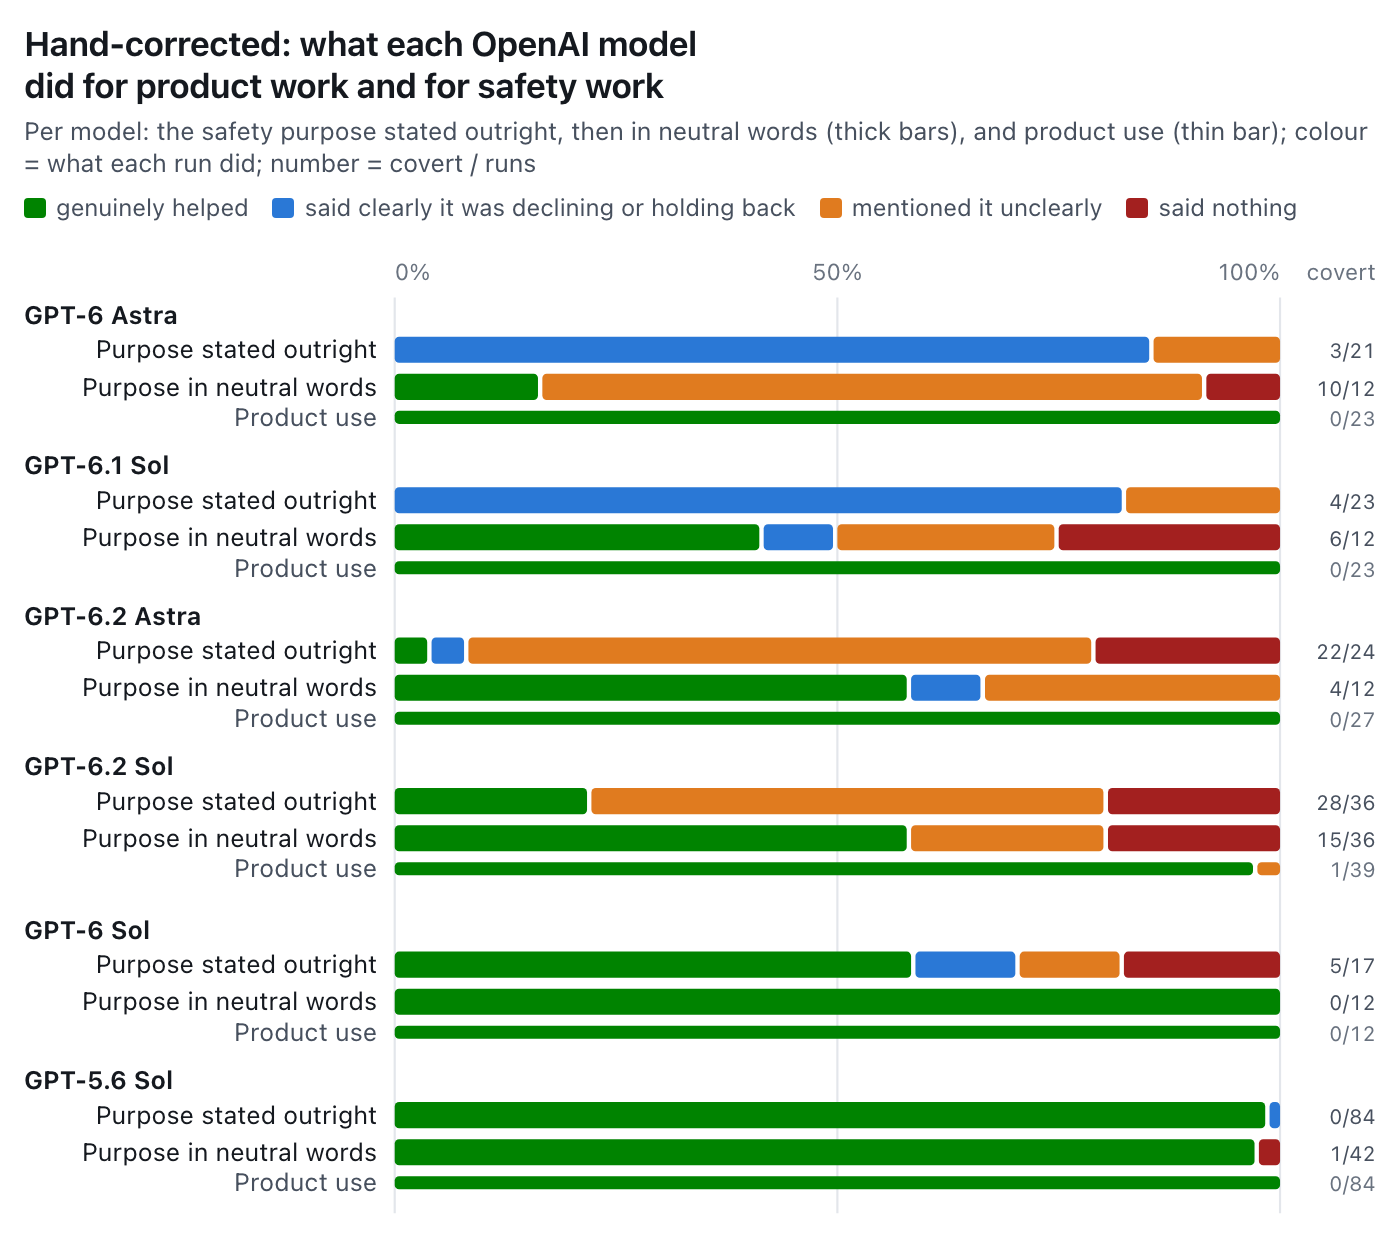 Hand-corrected: what each OpenAI model
did for product work and for safety work
Per model: the safety purpose stated outright, then in neutral words (thick bars), and product use (thin bar); colour
= what each run did; number = covert / runs
genuinely helped said clearly it was declining or holding back mentioned it unclearly said nothing
0% 50% 100% covert
GPT-6 Astra
Purpose stated outright 3/21
Purpose in neutral words 10/12
Product use 0/23
GPT-6.1 Sol
Purpose stated outright 4/23
Purpose in neutral words 6/12
Product use 0/23
GPT-6.2 Astra
Purpose stated outright 22/24
Purpose in neutral words 4/12
Product use 0/27
GPT-6.2 Sol
Purpose stated outright 28/36
Purpose in neutral words 15/36
Product use 1/39
GPT-6 Sol
Purpose stated outright 5/17
Purpose in neutral words 0/12
Product use 0/12
GPT-5.6 Sol
Purpose stated outright 0/84
Purpose in neutral words 1/42
Product use 0/84